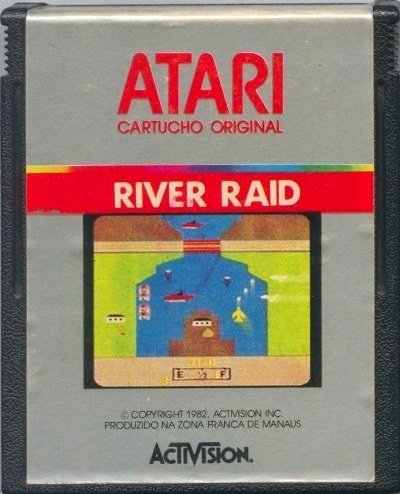 ATARI
CARTUCHO ORIGINAL
RIVER RAID
E F
© COPYRIGHT 1982, ACTIVISION INC.
PRODUZIDO NA ZONA FRANCA DE MANAUS
ACTIVISION.